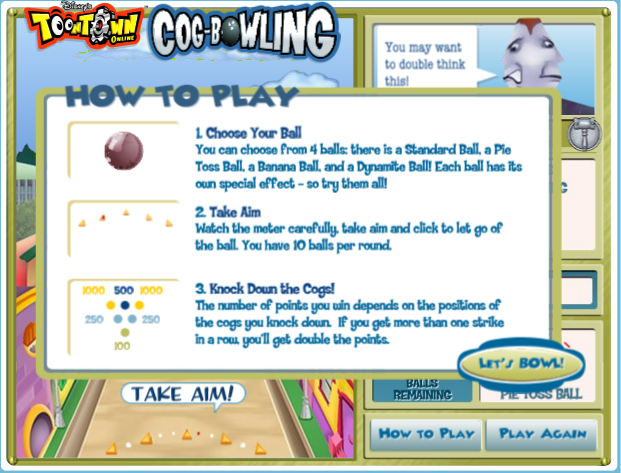 Disney's
TOONTOWN
ONLINE
COG-BOWLING
You may want
to double think
this!
HOW TO PLAY
1. Choose Your Ball
You can choose from 4 balls: there is a Standard Ball, a Pie
Toss Ball, a Banana Ball, and a Dynamite Ball! Each ball has its
own special effect - so try them all!
2. Take Aim
Watch the meter carefully, take aim and click to let go of
the ball. You have 10 balls per round.
1000 500 1000
250 250
100
3. Knock Down the Cogs!
The number of points you win depends on the positions of
the cogs you knock down. If you get more than one strike
in a row, you'll get double the points.
LET'S BOWL!
TAKE AIM!
BALLS
REMAINING
PIE TOSS BALL
HOW TO PLAY
PLAY AGAIN